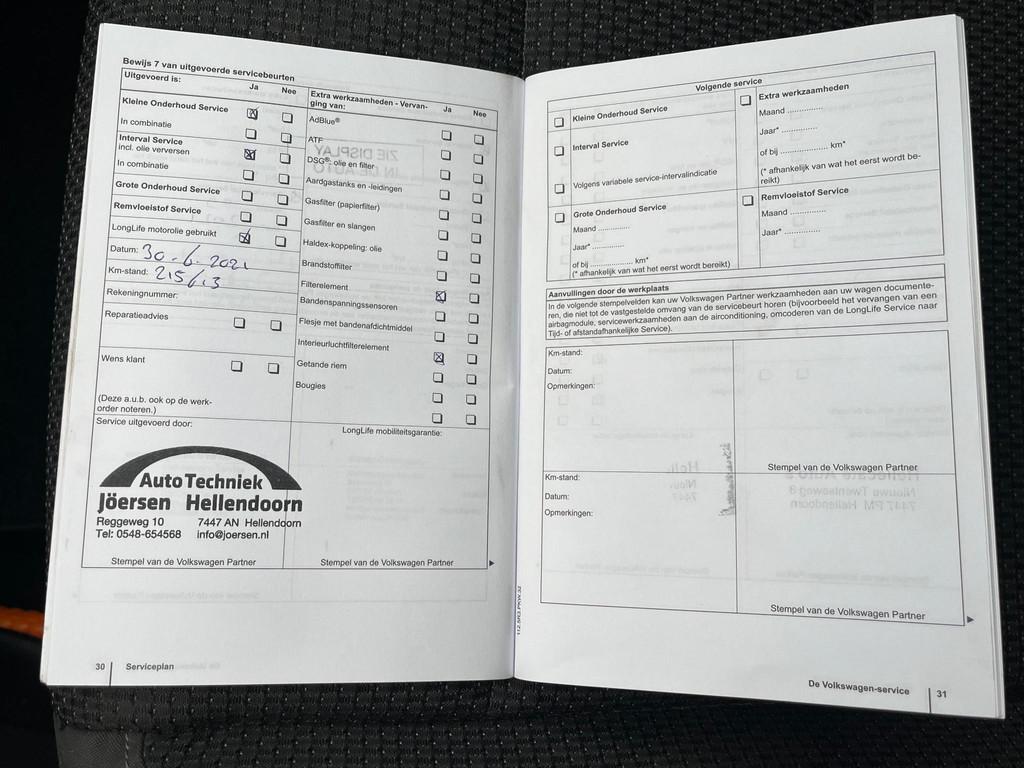 Bewijs 7 van uitgevoerde servicebeurten
Uitgevoerd is:
Ja
Nee
Kleine Onderhoud Service
In combinatie
Interval Service
incl. olie verversen
In combinatie
Grote Onderhoud Service
Remvloeistof Service
LongLife motorolie gebruikt
Datum: 30-6-2021
Km-stand: 215613
Rekeningnummer:
Reparatieadvies
Wens klant
(Deze a.u.b. ook op de werk-
order noteren.)
Extra werkzaamheden - Vervan-
ging van:
Ja
Nee
AdBlue®
ATF
DSG®: olie en filter
Aardgastanks en -leidingen
Gasfilter (papierfilter)
Gasfilter en slangen
Haldex-koppeling: olie
Brandstoffilter
Filterelement
Bandenspanningssensoren
Flesje met bandenafdichtmiddel
Interieurluchtfilterelement
Getande riem
Bougies
Service uitgevoerd door:
Auto Techniek
Jöersen Hellendoorn
Reggeweg 10 7447 AN Hellendoorn
Tel: 0548-654568 info@joersen.nl
Stempel van de Volkswagen Partner
LongLife mobiliteitsgarantie:
Stempel van de Volkswagen Partner
30 Serviceplan
112.5R3.PKW.32
Volgende service
Kleine Onderhoud Service
Interval Service
Volgens variabele service-intervalindicatie
Grote Onderhoud Service
Maand ..............
Jaar* ..............
of bij ................... km*
(* afhankelijk van wat het eerst wordt bereikt)
Extra werkzaamheden
Maand ..............
Jaar* ..............
of bij ................... km*
(* afhankelijk van wat het eerst wordt be-
reikt)
Remvloeistof Service
Maand ..............
Jaar* ..............
Aanvullingen door de werkplaats
In de volgende stempelvelden kan uw Volkswagen Partner werkzaamheden aan uw wagen documente-
ren, die niet tot de vastgestelde omvang van de servicebeurt horen (bijvoorbeeld het vervangen van een
airbagmodule, servicewerkzaamheden aan de airconditioning, omcoderen van de LongLife Service naar
Tijd- of afstandafhankelijke Service).
Km-stand:
Datum:
Opmerkingen:
Stempel van de Volkswagen Partner
Km-stand:
Datum:
Opmerkingen:
Stempel van de Volkswagen Partner
De Volkswagen-service 31